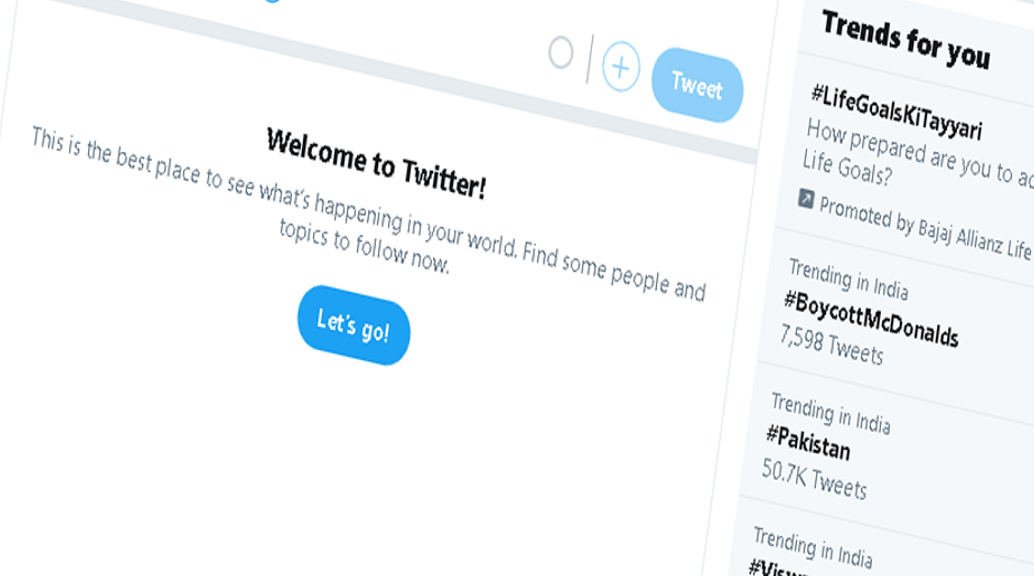 Tweet
Welcome to Twitter!
This is the best place to see what's happening in your world. Find some people and
topics to follow now.
Let's go!
Trends for you
#LifeGoalsKiTayyari
How prepared are you to
Life Goals?
Promoted by Bajaj Allianz Life
Trending in India
#BoycottMcDonalds
7,598 Tweets
Trending in India
#Pakistan
50.7K Tweets
Trending in India